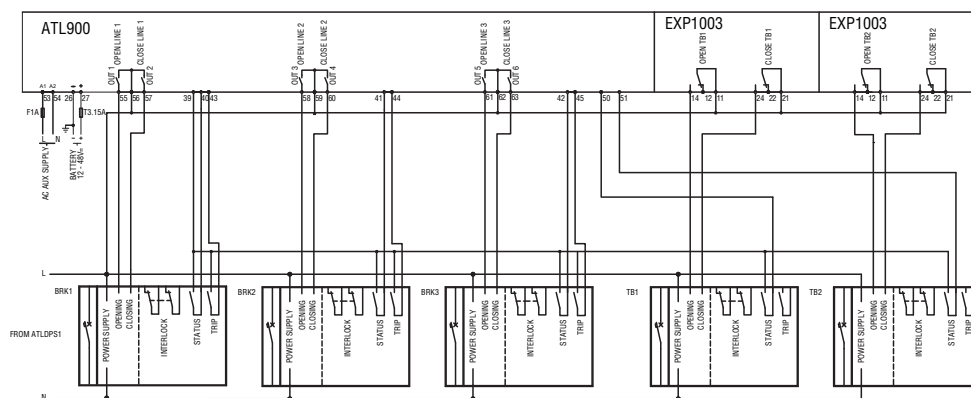 ATL900
EXP1003
EXP1003
OUT 1
OPEN LINE 1
CLOSE LINE 1
OUT 2
OUT 3
OPEN LINE 2
CLOSE LINE 2
OUT 4
OUT 5
OPEN LINE 3
CLOSE LINE 3
OUT 6
OPEN TB1
CLOSE TB1
OPEN TB2
CLOSE TB2
A1 A2 - +
53 54 26 27 55 56 57 39 40 43 58 59 60 41 44 61 62 63 42 45 50 51 14 12 11 24 22 21 14 12 11 24 22 21
F1A
T3.15A
L N - +
AC AUX SUPPLY
BATTERY
12 - 48V=
L
BRK1
BRK2
BRK3
TB1
TB2
FROM ATLDPS1
POWER SUPPLY
OPENING
CLOSING
INTERLOCK
STATUS
TRIP
POWER SUPPLY
OPENING
CLOSING
INTERLOCK
STATUS
TRIP
POWER SUPPLY
OPENING
CLOSING
INTERLOCK
STATUS
TRIP
POWER SUPPLY
OPENING
CLOSING
INTERLOCK
STATUS
TRIP
POWER SUPPLY
OPENING
CLOSING
INTERLOCK
STATUS
TRIP
N